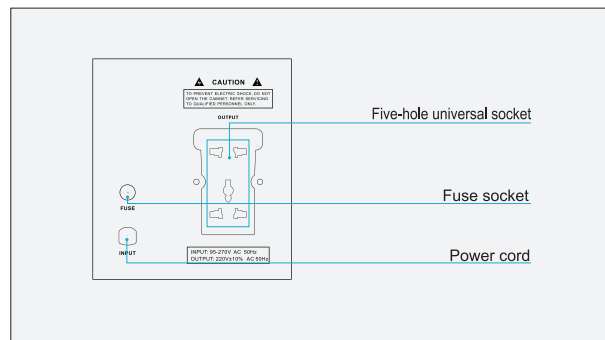 CAUTION
TO PREVENT ELECTRIC SHOCK, DO NOT
OPEN THE CABINET. REFER SERVICING
TO QUALIFIED PERSONNEL ONLY.
OUTPUT
Five-hole universal socket
Fuse socket
FUSE
Power cord
INPUT
INPUT: 95-270V AC 50Hz
OUTPUT: 220V±10% AC 50Hz